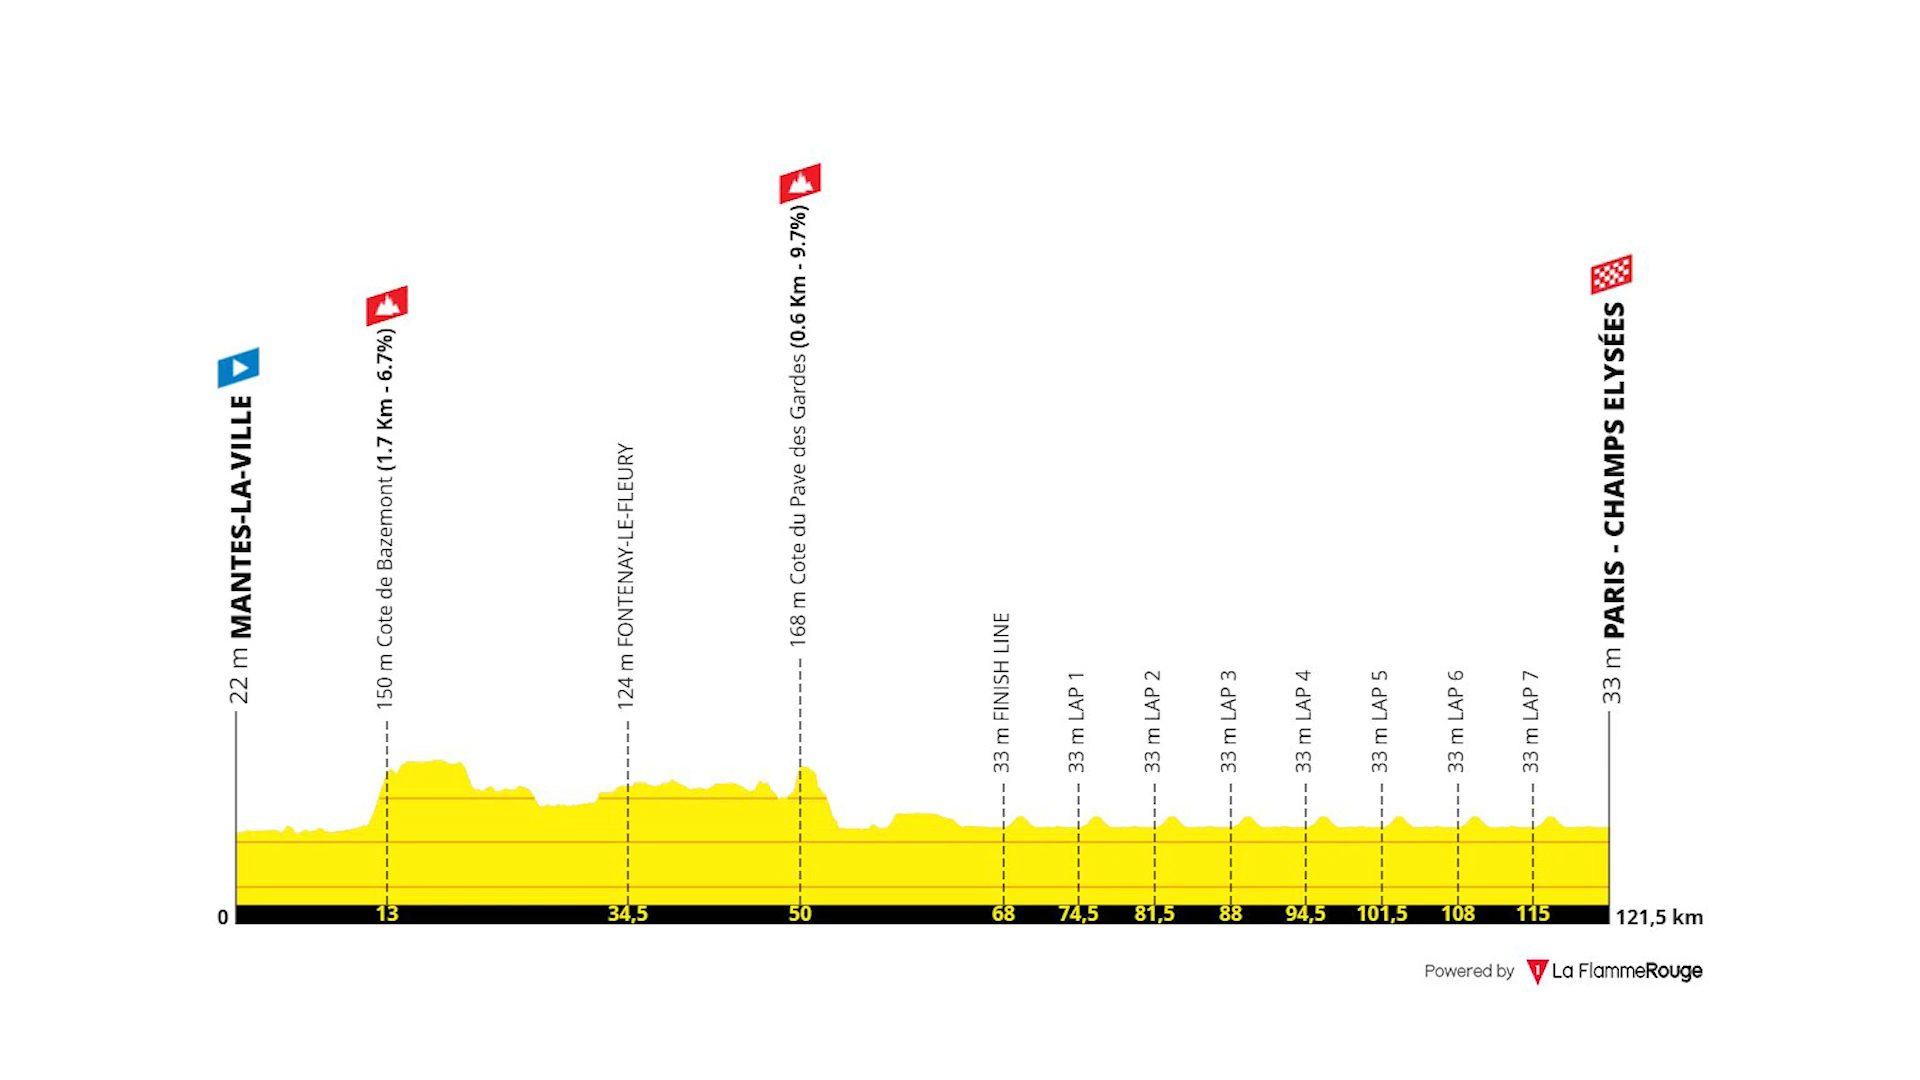 22 m MANTES-LA-VILLE
150 m Cote de Bazemont (1.7 Km - 6.7%)
124 m FONTENAY-LE-FLEURY
168 m Cote du Pave des Gardes (0.6 Km - 9.7%)
33 m FINISH LINE
33 m LAP 1
33 m LAP 2
33 m LAP 3
33 m LAP 4
33 m LAP 5
33 m LAP 6
33 m LAP 7
33 m PARIS - CHAMPS ELYSÉES
0 13 34,5 50 68 74,5 81,5 88 94,5 101,5 108 115 121,5 km
Powered by La FlammeRouge